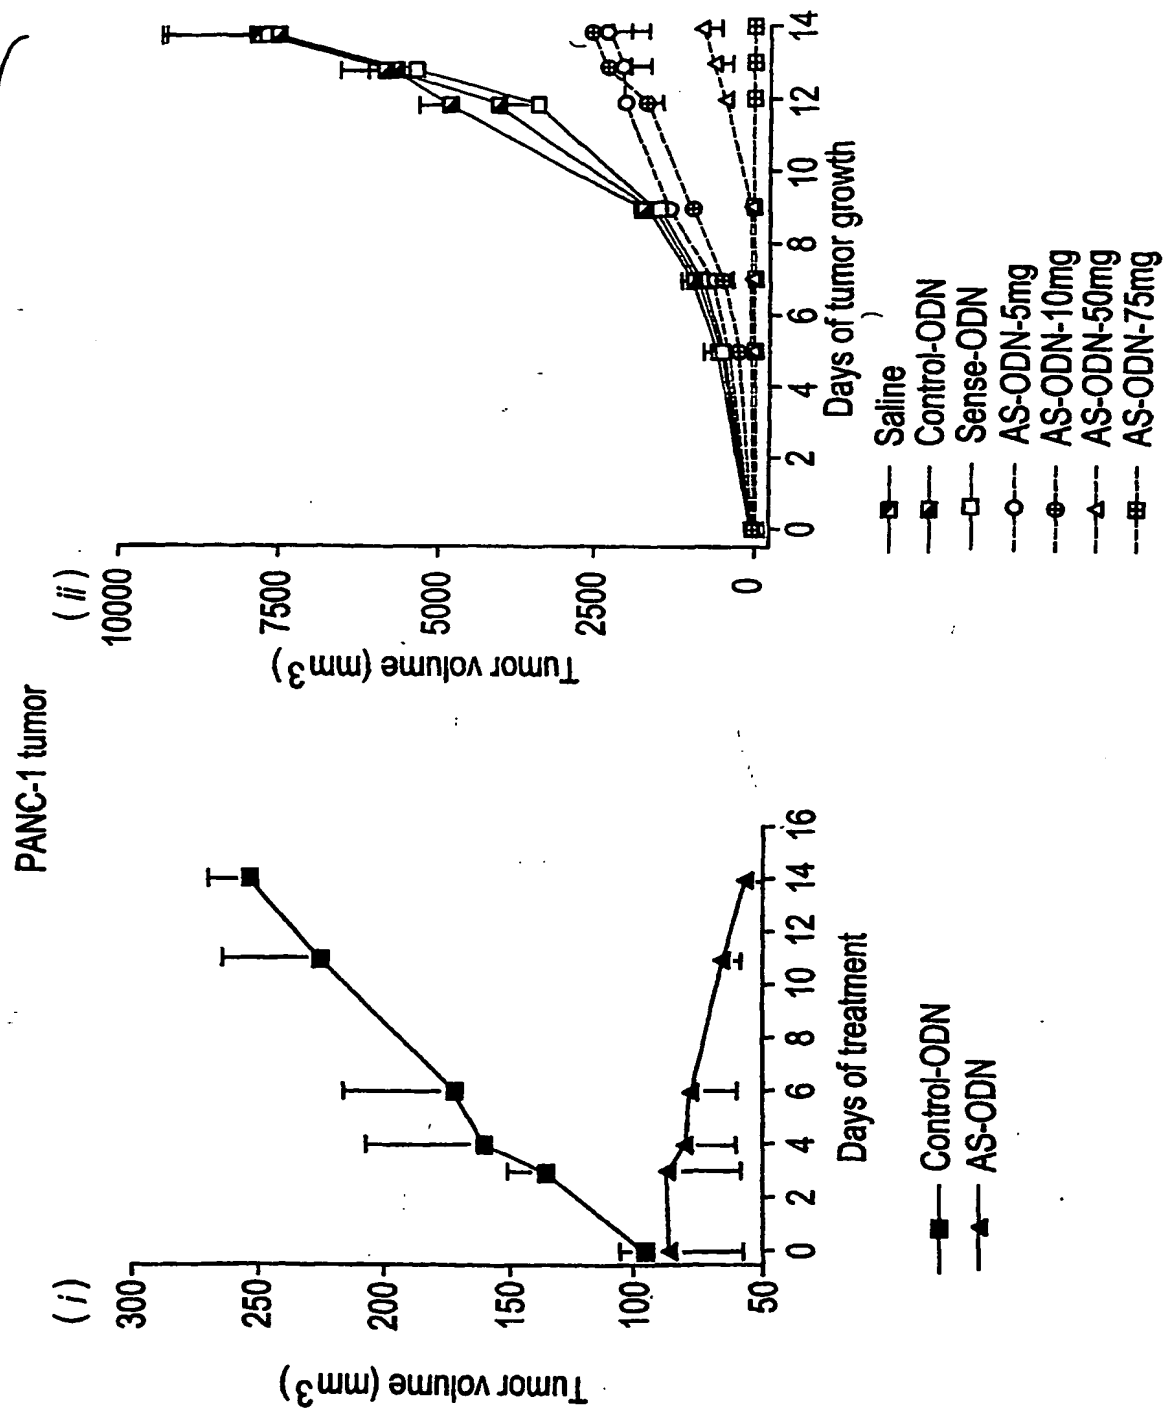 PANC-1 tumor
( i )
Tumor volume (mm3)
300
250
200
150
100
50
0 2 4 6 8 10 12 14 16
Days of treatment
Control-ODN
AS-ODN
( ii )
Tumor volume (mm3)
10000
7500
5000
2500
0
0 2 4 6 8 10 12 14
Days of tumor growth
Saline
Control-ODN
Sense-ODN
AS-ODN-5mg
AS-ODN-10mg
AS-ODN-50mg
AS-ODN-75mg